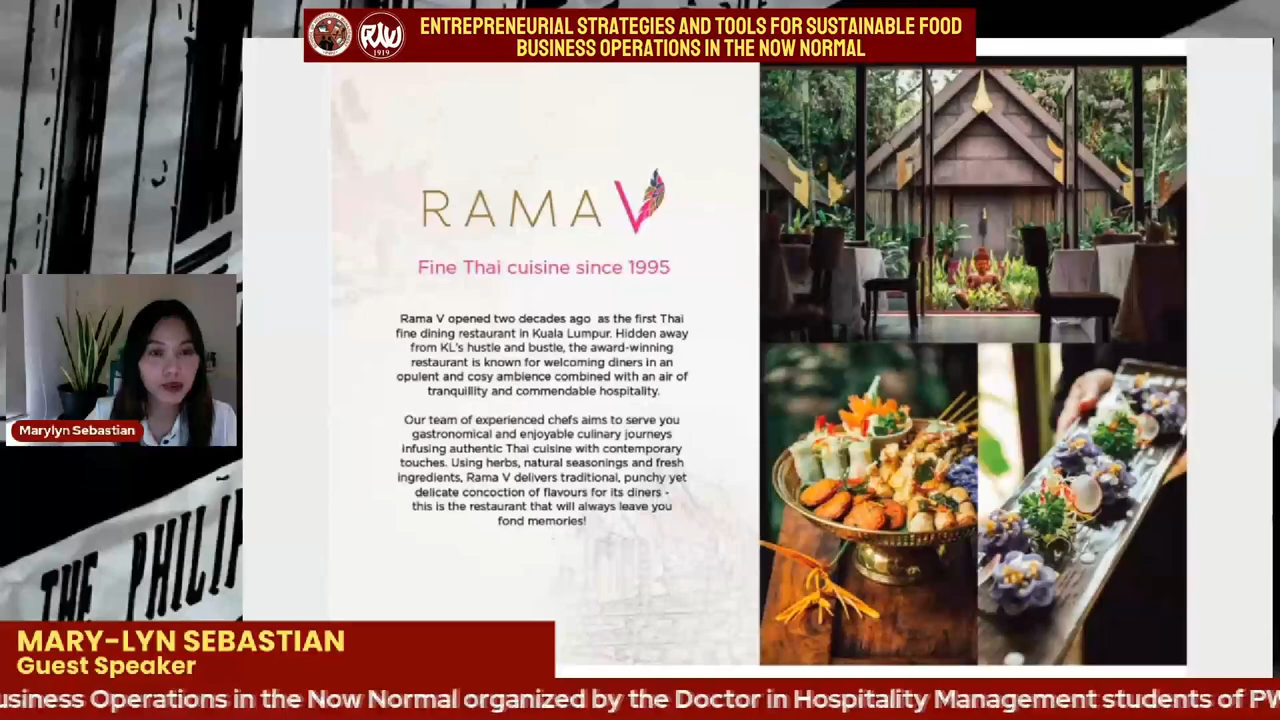 ENTREPRENEURIAL STRATEGIES AND TOOLS FOR SUSTAINABLE FOOD
BUSINESS OPERATIONS IN THE NOW NORMAL
1919
RAMA V
Fine Thai cuisine since 1995
Rama V opened two decades ago as the first Thai
fine dining restaurant in Kuala Lumpur. Hidden away
from KL's hustle and bustle, the award-winning
restaurant is known for welcoming diners in an
opulent and cosy ambience combined with an air of
tranquility and commendable hospitality.
Our team of experienced chefs aims to serve you
gastronomical and enjoyable culinary journeys
infusing authentic Thai cuisine with contemporary
touches. Using herbs, natural seasonings and fresh
ingredients, Rama V delivers traditional, punchy yet
delicate concoction of flavours for its diners -
this is the restaurant that will always leave you
fond memories!
Marylyn Sebastian
THE PHILI
MARY-LYN SEBASTIAN
Guest Speaker
usiness Operations in the Now Normal organized by the Doctor in Hospitality Management students of PW